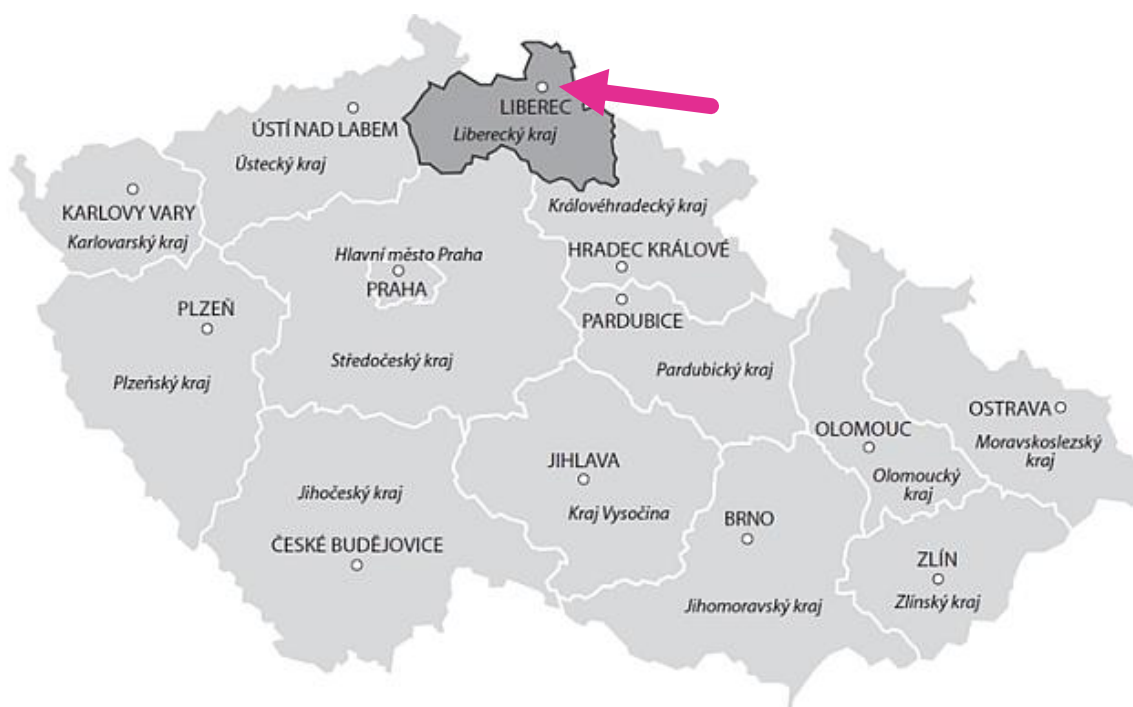 LIBEREC
Liberecký kraj
ÚSTÍ NAD LABEM
Ústecký kraj
KARLOVY VARY
Karlovarský kraj
Královéhradecký kraj
HRADEC KRÁLOVÉ
Hlavní město Praha
PRAHA
PLZEŇ
PARDUBICE
Středočeský kraj
Plzeňský kraj
Pardubický kraj
OSTRAVA
Moravskoslezský
kraj
OLOMOUC
Olomoucký
kraj
JIHLAVA
Kraj Vysočina
Jihočeský kraj
ČESKÉ BUDĚJOVICE
BRNO
Jihomoravský kraj
ZLÍN
Zlínský kraj